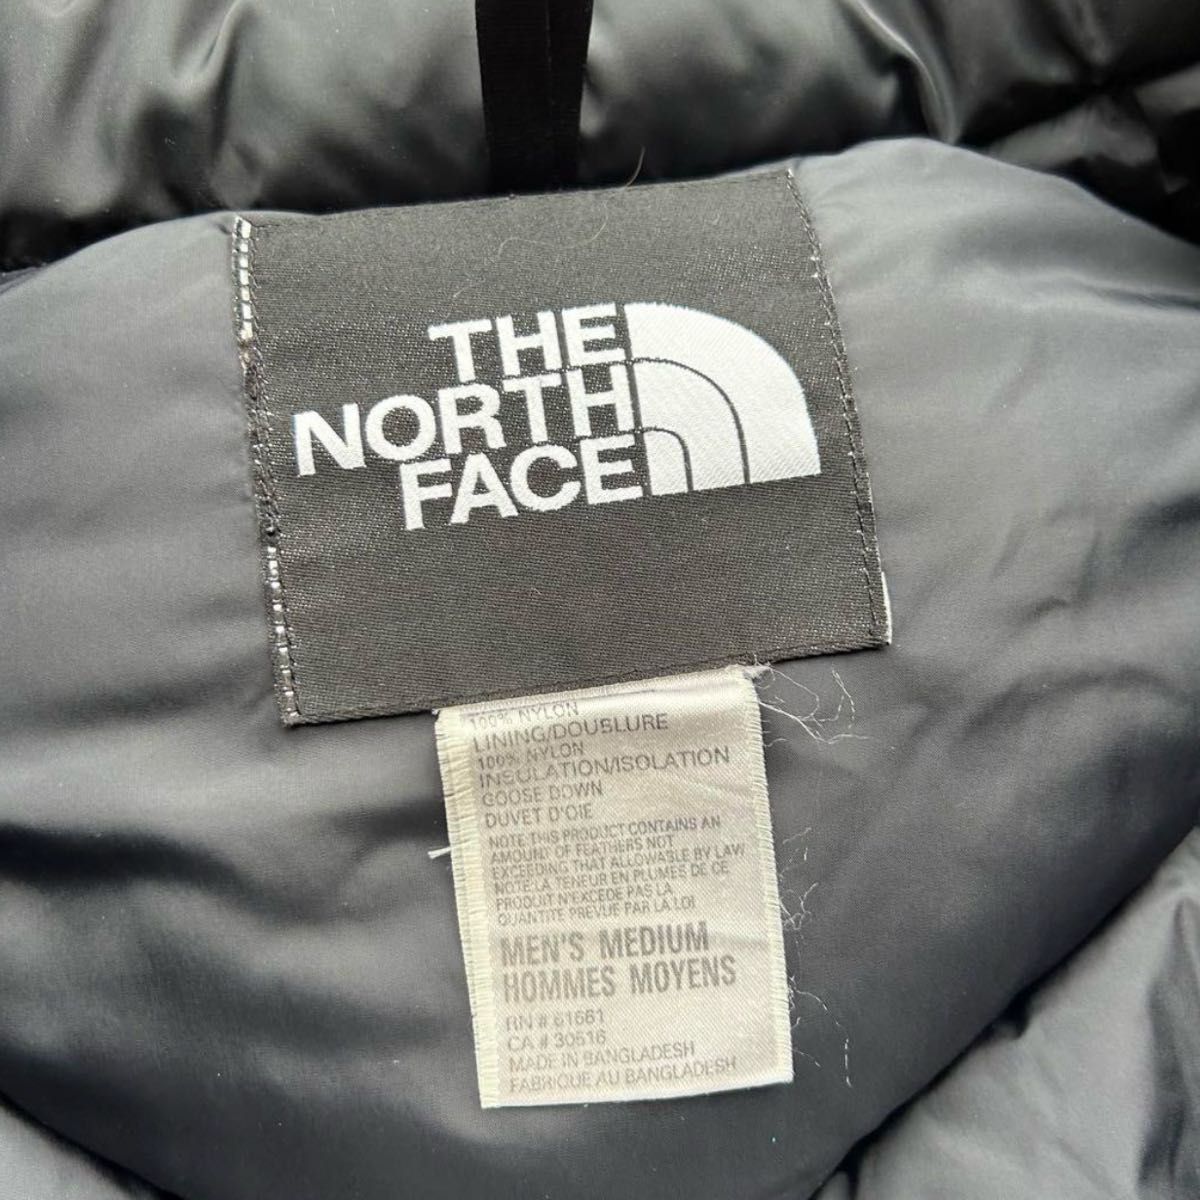 THE
NORTH
FACE
100% NYLON
LINING/DOUBLURE
100% NYLON
INSULATION/ISOLATION
GOOSE DOWN
DUVET D'OIE
NOTE THIS PRODUCT CONTAINS AN
AMOUNT OF FEATHERS NOT
EXCEEDING THAT ALLOWABLE BY LAW
NOTE:LA TENEUR EN PLUMES DE CE
PRODUIT N'EXCEDE PAS LA
QUANTITE PREVUE PAR LA LOI
MEN'S MEDIUM
HOMMES MOYENS
RN # 61661
CA # 30516
MADE IN BANGLADESH
FABRIQUE AU BANGLADESH